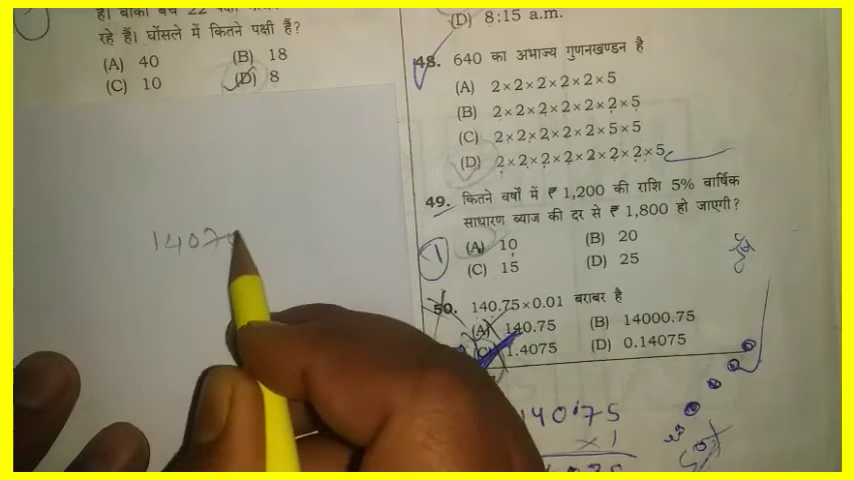 है। बाकी बचे 22 पक्षी
रहे हैं। घोंसले में कितने पक्षी हैं?
(A) 40
(B) 18
(C) 10
(D) 8
14070
(D) 8:15 a.m.
48. 640 का अभाज्य गुणनखण्डन है
(A) 2×2×2×2×2×5
(B) 2×2×2×2×2×2×5
(C) 2×2×2×2×2×5×5
(D) 2×2×2×2×2×2×2×5
49. कितने वर्षों में ₹ 1,200 की राशि 5% वार्षिक
साधारण ब्याज की दर से ₹ 1,800 हो जाएगी?
(A) 10
(B) 20
(C) 15
(D) 25
50. 140.75×0.01 बराबर है
(A) 140.75
(B) 14000.75
(C) 1.4075
(D) 0.14075
14075
×1